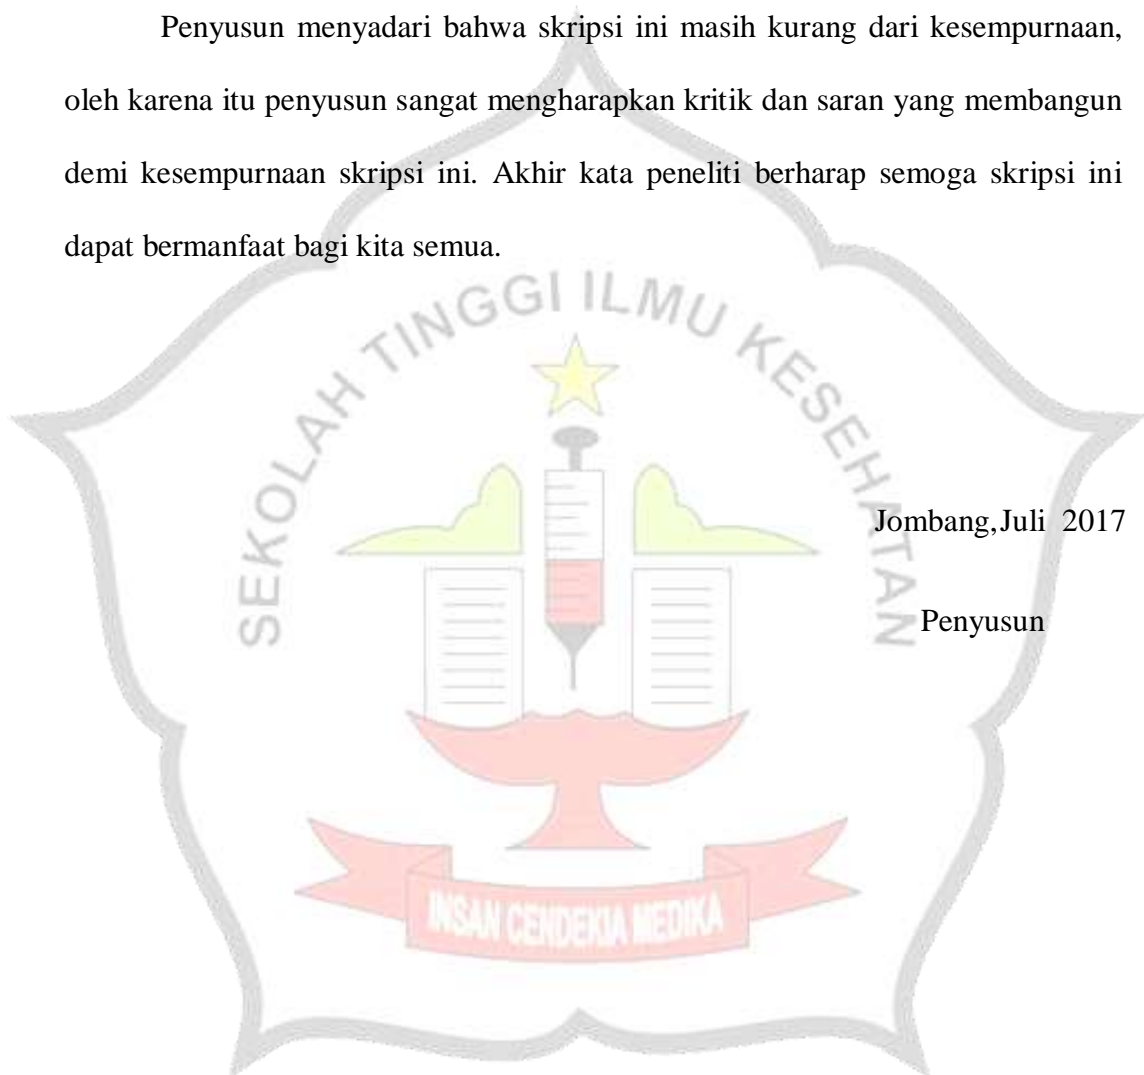 Penyusun menyadari bahwa skripsi ini masih kurang dari kesempurnaan,
oleh karena itu penyusun sangat mengharapkan kritik dan saran yang membangun
demi kesempurnaan skripsi ini. Akhir kata peneliti berharap semoga skripsi ini
dapat bermanfaat bagi kita semua.
SEKOLAH TINGGI ILMU KESEHATAN
Jombang,Juli 2017
Penyusun
INSAN CENDEKIA MEDIKA